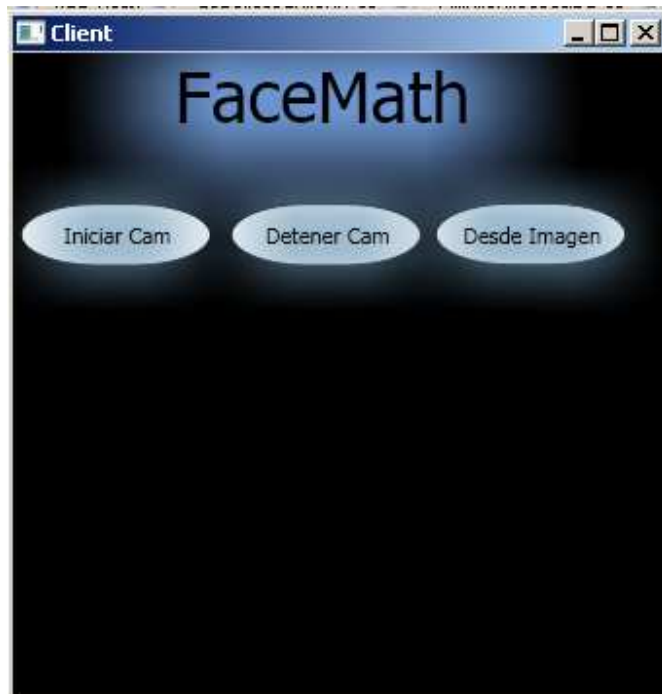 Client
FaceMath
Iniciar Cam
Detener Cam
Desde Imagen